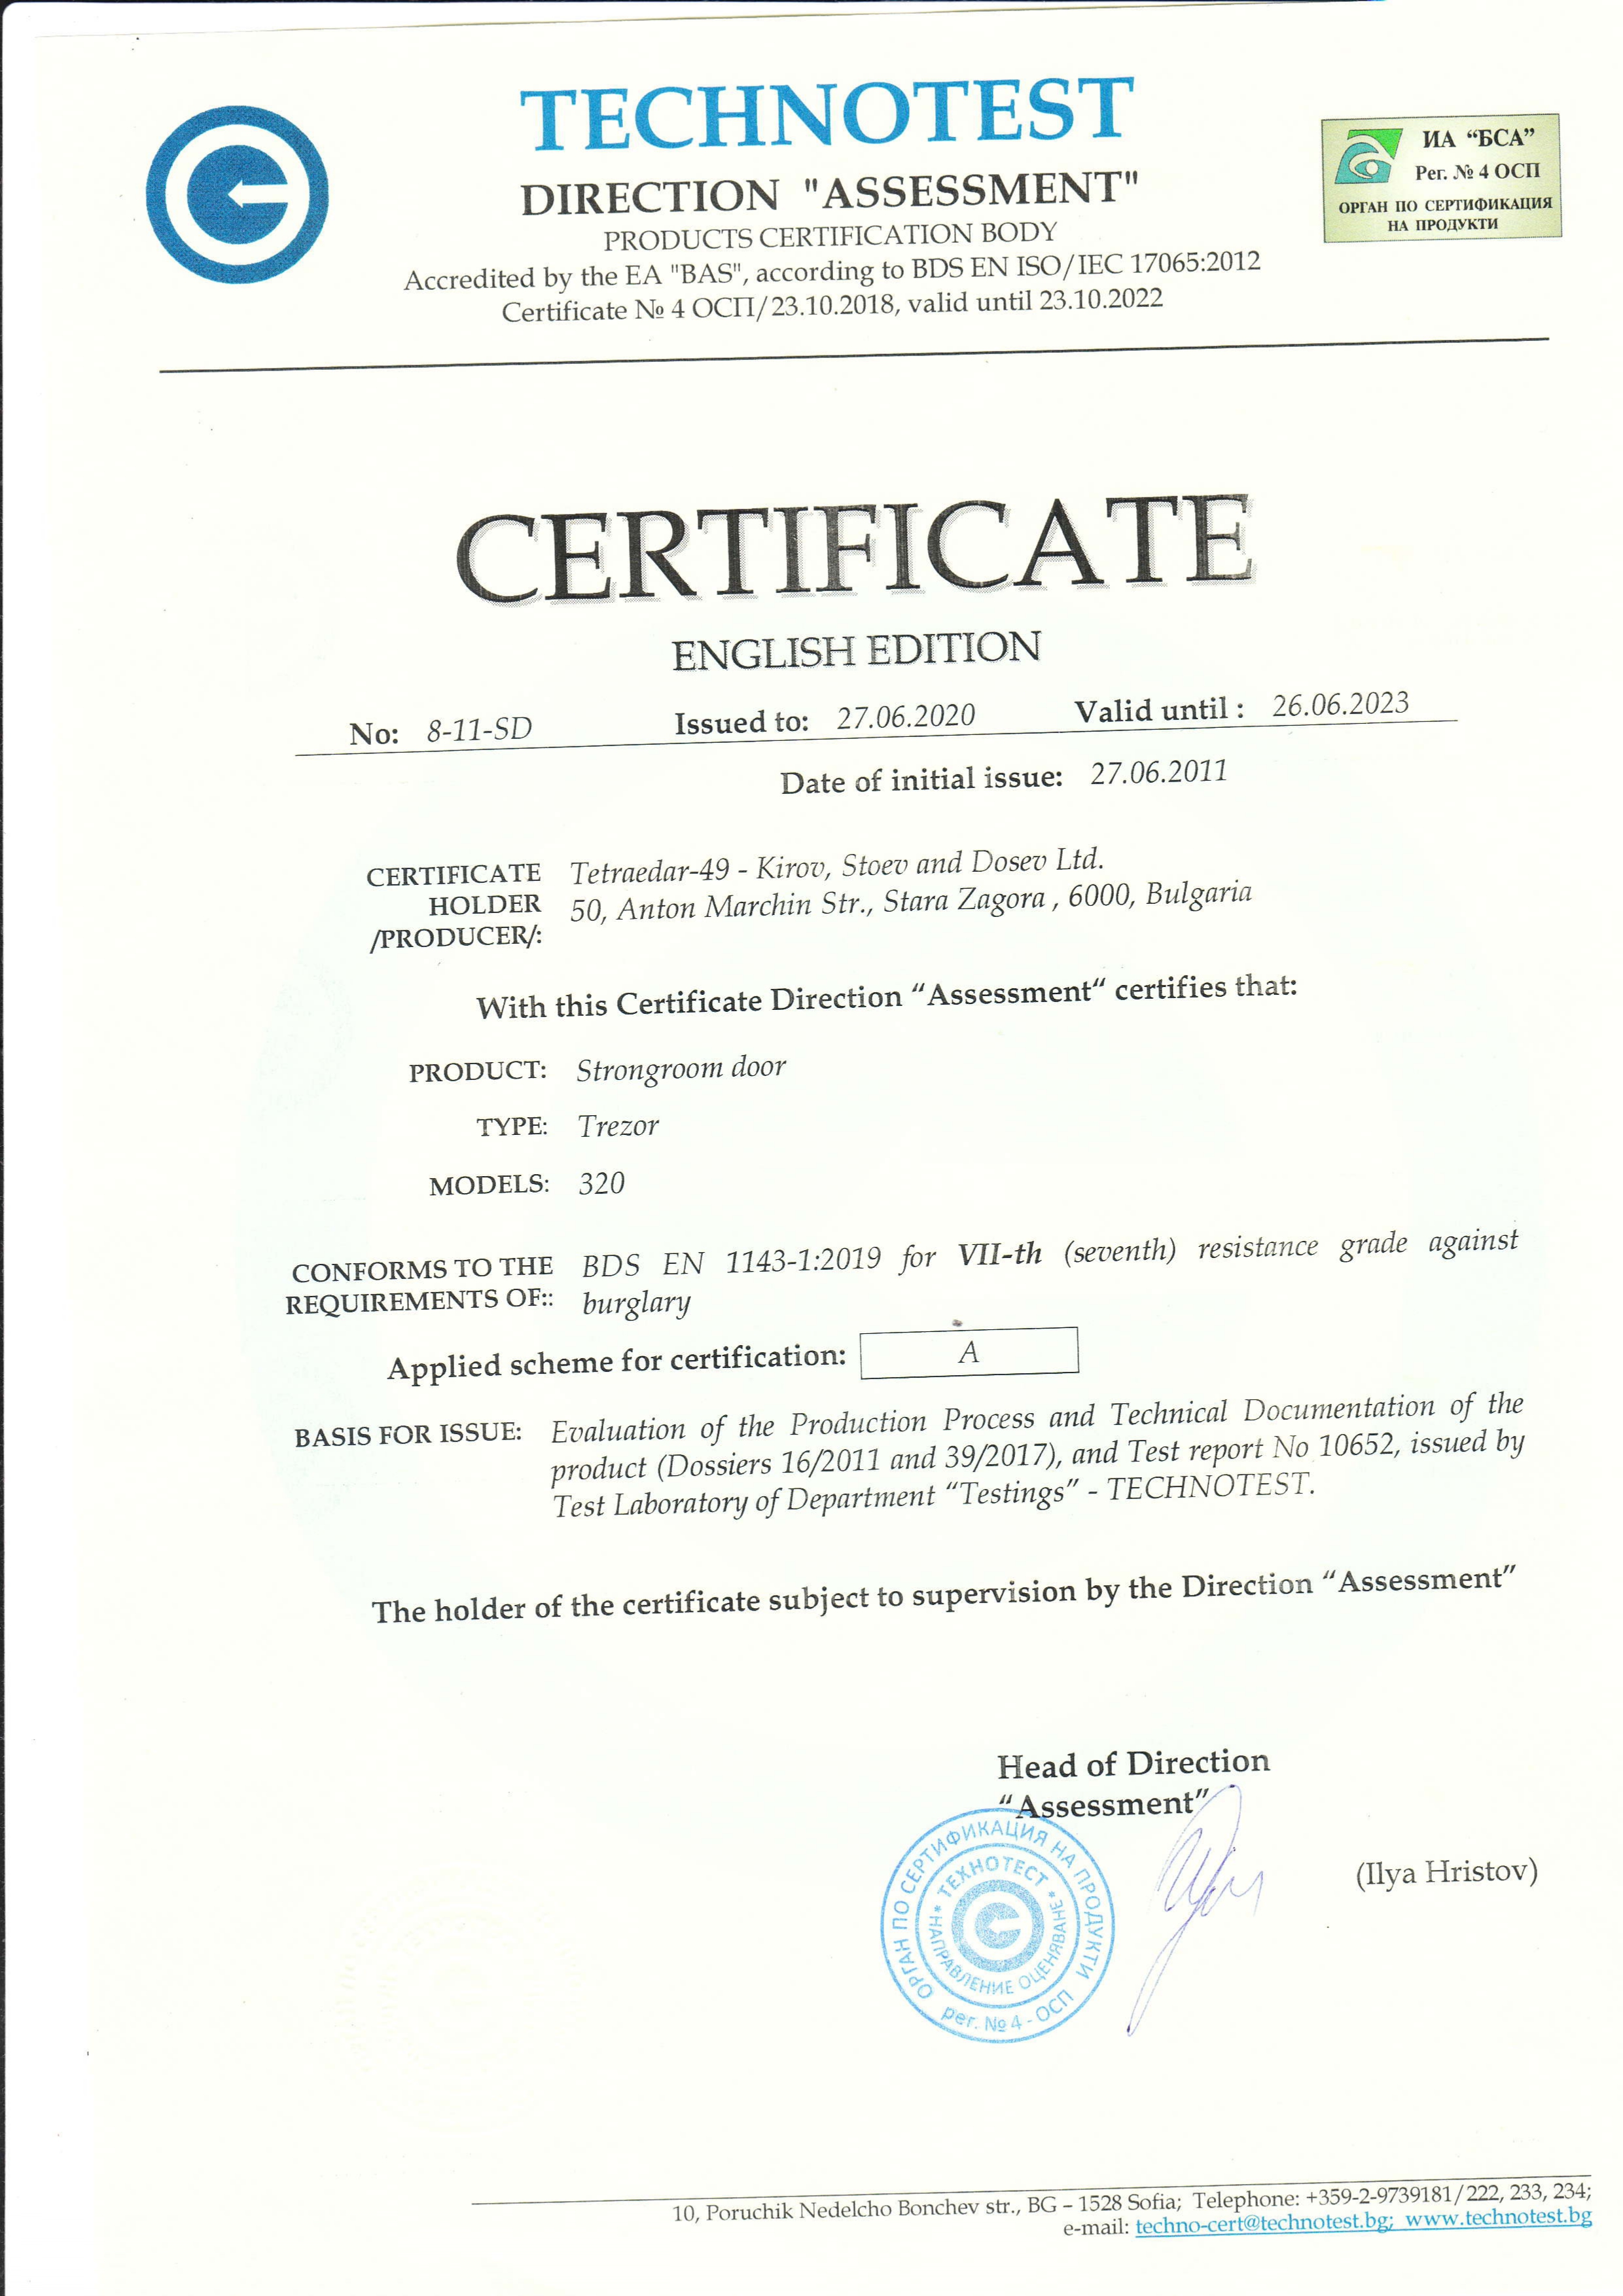 TECHNOTEST
DIRECTION "ASSESSMENT"
PRODUCTS CERTIFICATION BODY
Accredited by the EA "BAS", according to BDS EN ISO/IEC 17065:2012
Certificate № 4 ОСП/23.10.2018, valid until 23.10.2022
ИА “БСА”
Рег. № 4 ОСП
ОРГАН ПО СЕРТИФИКАЦИЯ
НА ПРОДУКТИ
CERTIFICATE
ENGLISH EDITION
No: 8-11-SD Issued to: 27.06.2020 Valid until : 26.06.2023
Date of initial issue: 27.06.2011
CERTIFICATE Tetraedar-49 - Kirov, Stoev and Dosev Ltd.
HOLDER 50, Anton Marchin Str., Stara Zagora , 6000, Bulgaria
/PRODUCER/:
With this Certificate Direction “Assessment“ certifies that:
PRODUCT: Strongroom door
TYPE: Trezor
MODELS: 320
CONFORMS TO THE BDS EN 1143-1:2019 for VII-th (seventh) resistance grade against
REQUIREMENTS OF:: burglary
Applied scheme for certification: A
BASIS FOR ISSUE: Evaluation of the Production Process and Technical Documentation of the
product (Dossiers 16/2011 and 39/2017), and Test report No 10652, issued by
Test Laboratory of Department “Testings” - TECHNOTEST.
The holder of the certificate subject to supervision by the Direction “Assessment”
Head of Direction
“Assessment”
(Ilya Hristov)
ОРГАН ПО СЕРТИФИКАЦИЯ НА ПРОДУКТИ
* ТЕХНОТЕСТ *
НАПРАВЛЕНИЕ ОЦЕНЯВАНЕ
рег. № 4 - ОСП
10, Poruchik Nedelcho Bonchev str., BG – 1528 Sofia; Telephone: +359-2-9739181/222, 233, 234;
e-mail: techno-cert@technotest.bg; www.technotest.bg